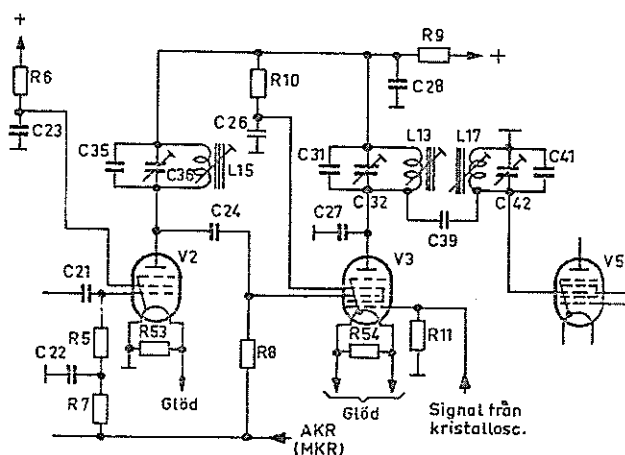 +
R6
C23
R10
C26
R9
+
C28
C35
C36
L15
C31
C32
L13
L17
C41
C42
C24
C27
C39
V2
V3
V5
C21
R5
C22
R7
R53
Glöd
R8
R54
Glöd
R11
Signal från
kristallosc.
AKR
(MKR)